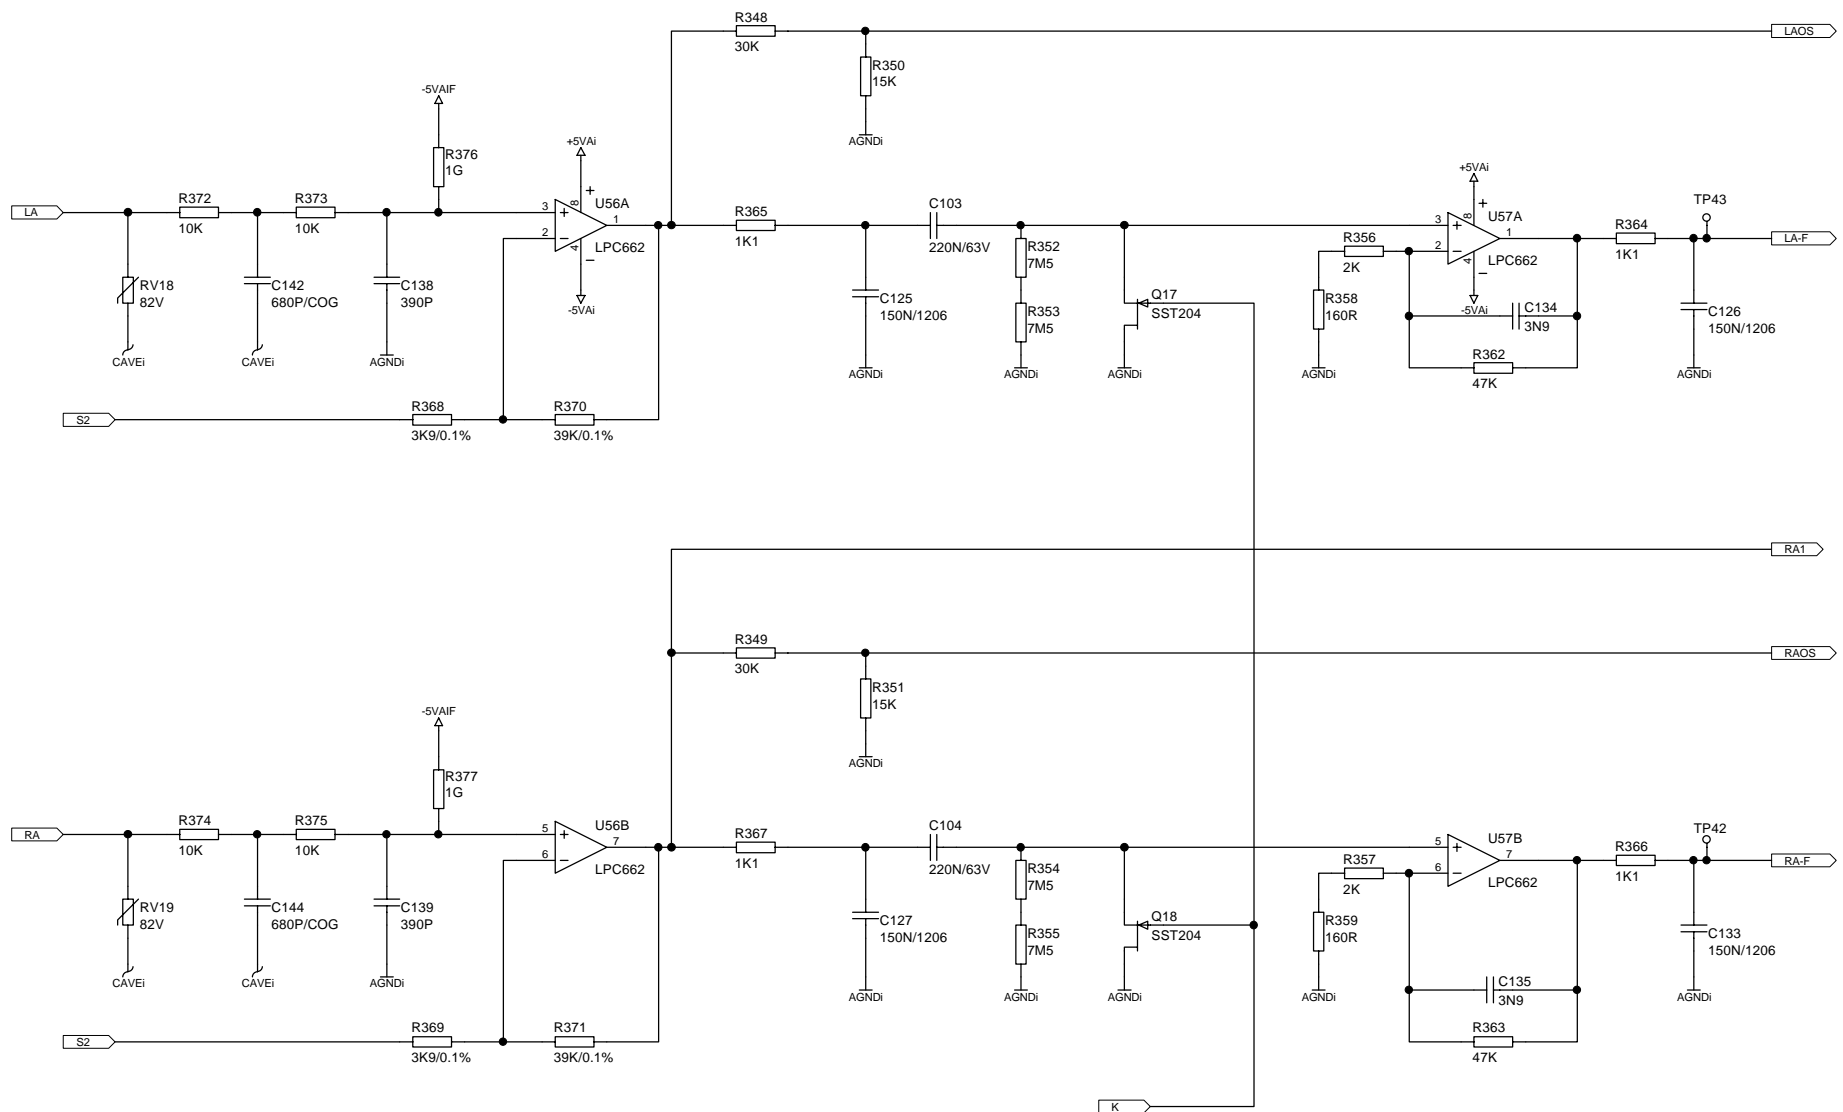 R348
30K
LAOS
R350
15K
AGNDi
-5VAIF
R376
1G
+5VAi
+
8
U56A
3
+
1
2
−
4
LPC662
−
-5VAi
LA
R372
10K
R373
10K
RV18
82V
CAVEi
C142
680P/COG
CAVEi
C138
390P
AGNDi
R365
1K1
C103
220N/63V
C125
150N/1206
AGNDi
R352
7M5
R353
7M5
AGNDi
Q17
SST204
AGNDi
+5VAi
+
8
U57A
3
+
1
2
−
4
LPC662
−
-5VAi
R356
2K
R358
160R
AGNDi
C134
3N9
R362
47K
R364
1K1
TP43
LA-F
C126
150N/1206
AGNDi
S2
R368
3K9/0.1%
R370
39K/0.1%
RA1
R349
30K
RAOS
R351
15K
AGNDi
-5VAIF
R377
1G
RA
R374
10K
R375
10K
RV19
82V
CAVEi
C144
680P/COG
CAVEi
C139
390P
AGNDi
U56B
5
+
7
6
−
LPC662
R367
1K1
C104
220N/63V
C127
150N/1206
AGNDi
R354
7M5
R355
7M5
AGNDi
Q18
SST204
AGNDi
U57B
5
+
7
6
−
LPC662
R357
2K
R359
160R
AGNDi
C135
3N9
R363
47K
R366
1K1
TP42
RA-F
C133
150N/1206
AGNDi
S2
R369
3K9/0.1%
R371
39K/0.1%
K